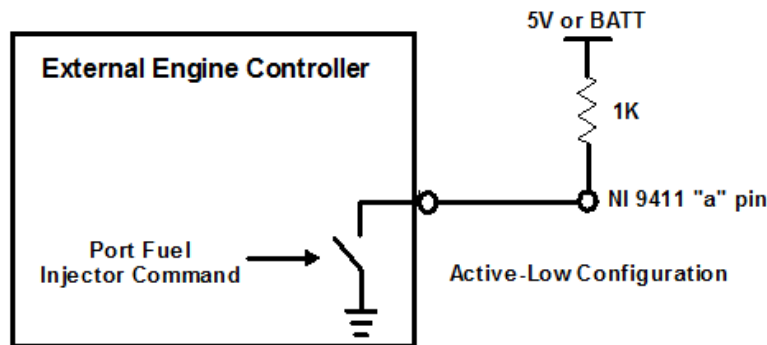 5V or BATT
External Engine Controller
1K
NI 9411 "a" pin
Port Fuel
Injector Command
Active-Low Configuration